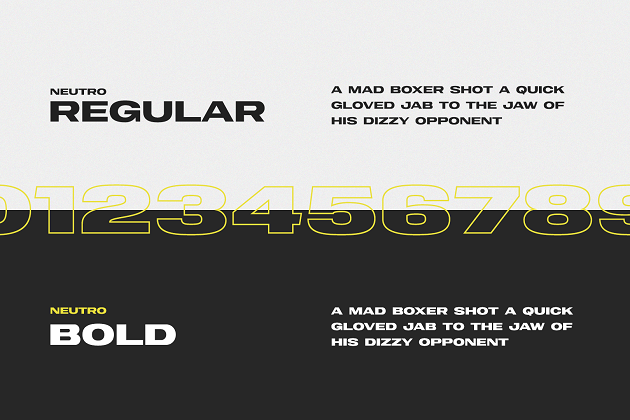 NEUTRO
REGULAR
A MAD BOXER SHOT A QUICK
GLOVED JAB TO THE JAW OF
HIS DIZZY OPPONENT
0123456789
NEUTRO
BOLD
A MAD BOXER SHOT A QUICK
GLOVED JAB TO THE JAW OF
HIS DIZZY OPPONENT